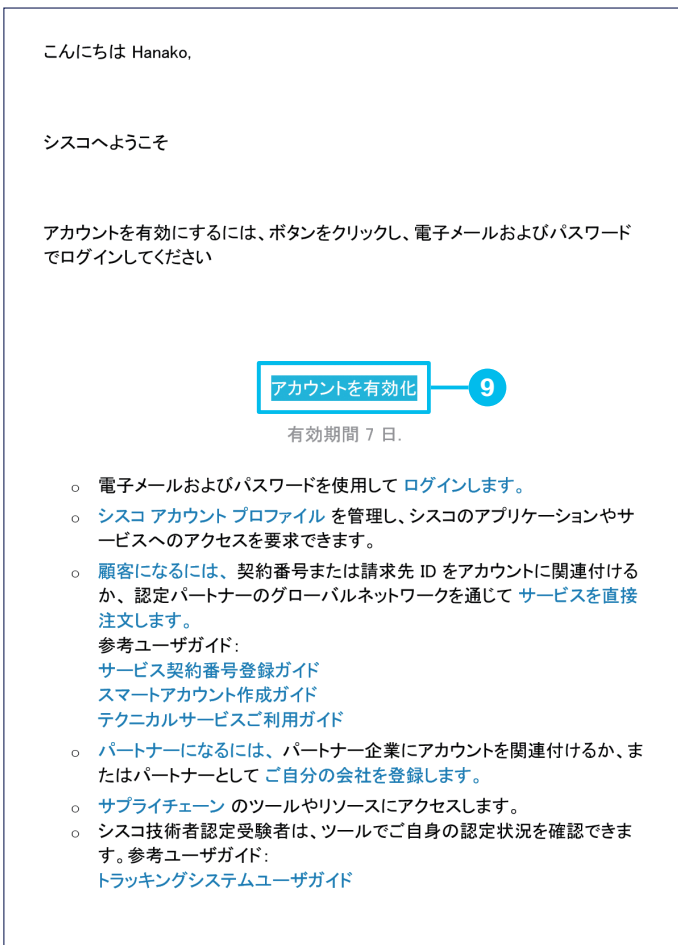 こんにちは Hanako,
シスコへようこそ
アカウントを有効にするには、ボタンをクリックし、電子メールおよびパスワード
でログインしてください
アカウントを有効化
9
有効期間 7 日.
○ 電子メールおよびパスワードを使用して ログインします。
○ シスコ アカウント プロファイル を管理し、シスコのアプリケーションやサ
ービスへのアクセスを要求できます。
○ 顧客になるには、 契約番号または請求先 ID をアカウントに関連付ける
か、認定パートナーのグローバルネットワークを通じて サービスを直接
注文します。
参考ユーザガイド:
サービス契約番号登録ガイド
スマートアカウント作成ガイド
テクニカルサービスご利用ガイド
○ パートナーになるには、 パートナー企業にアカウントを関連付けるか、ま
たはパートナーとして ご自分の会社を登録します。
○ サプライチェーン のツールやリソースにアクセスします。
○ シスコ技術者認定受験者は、ツールでご自身の認定状況を確認できま
す。参考ユーザガイド:
トラッキングシステムユーザガイド